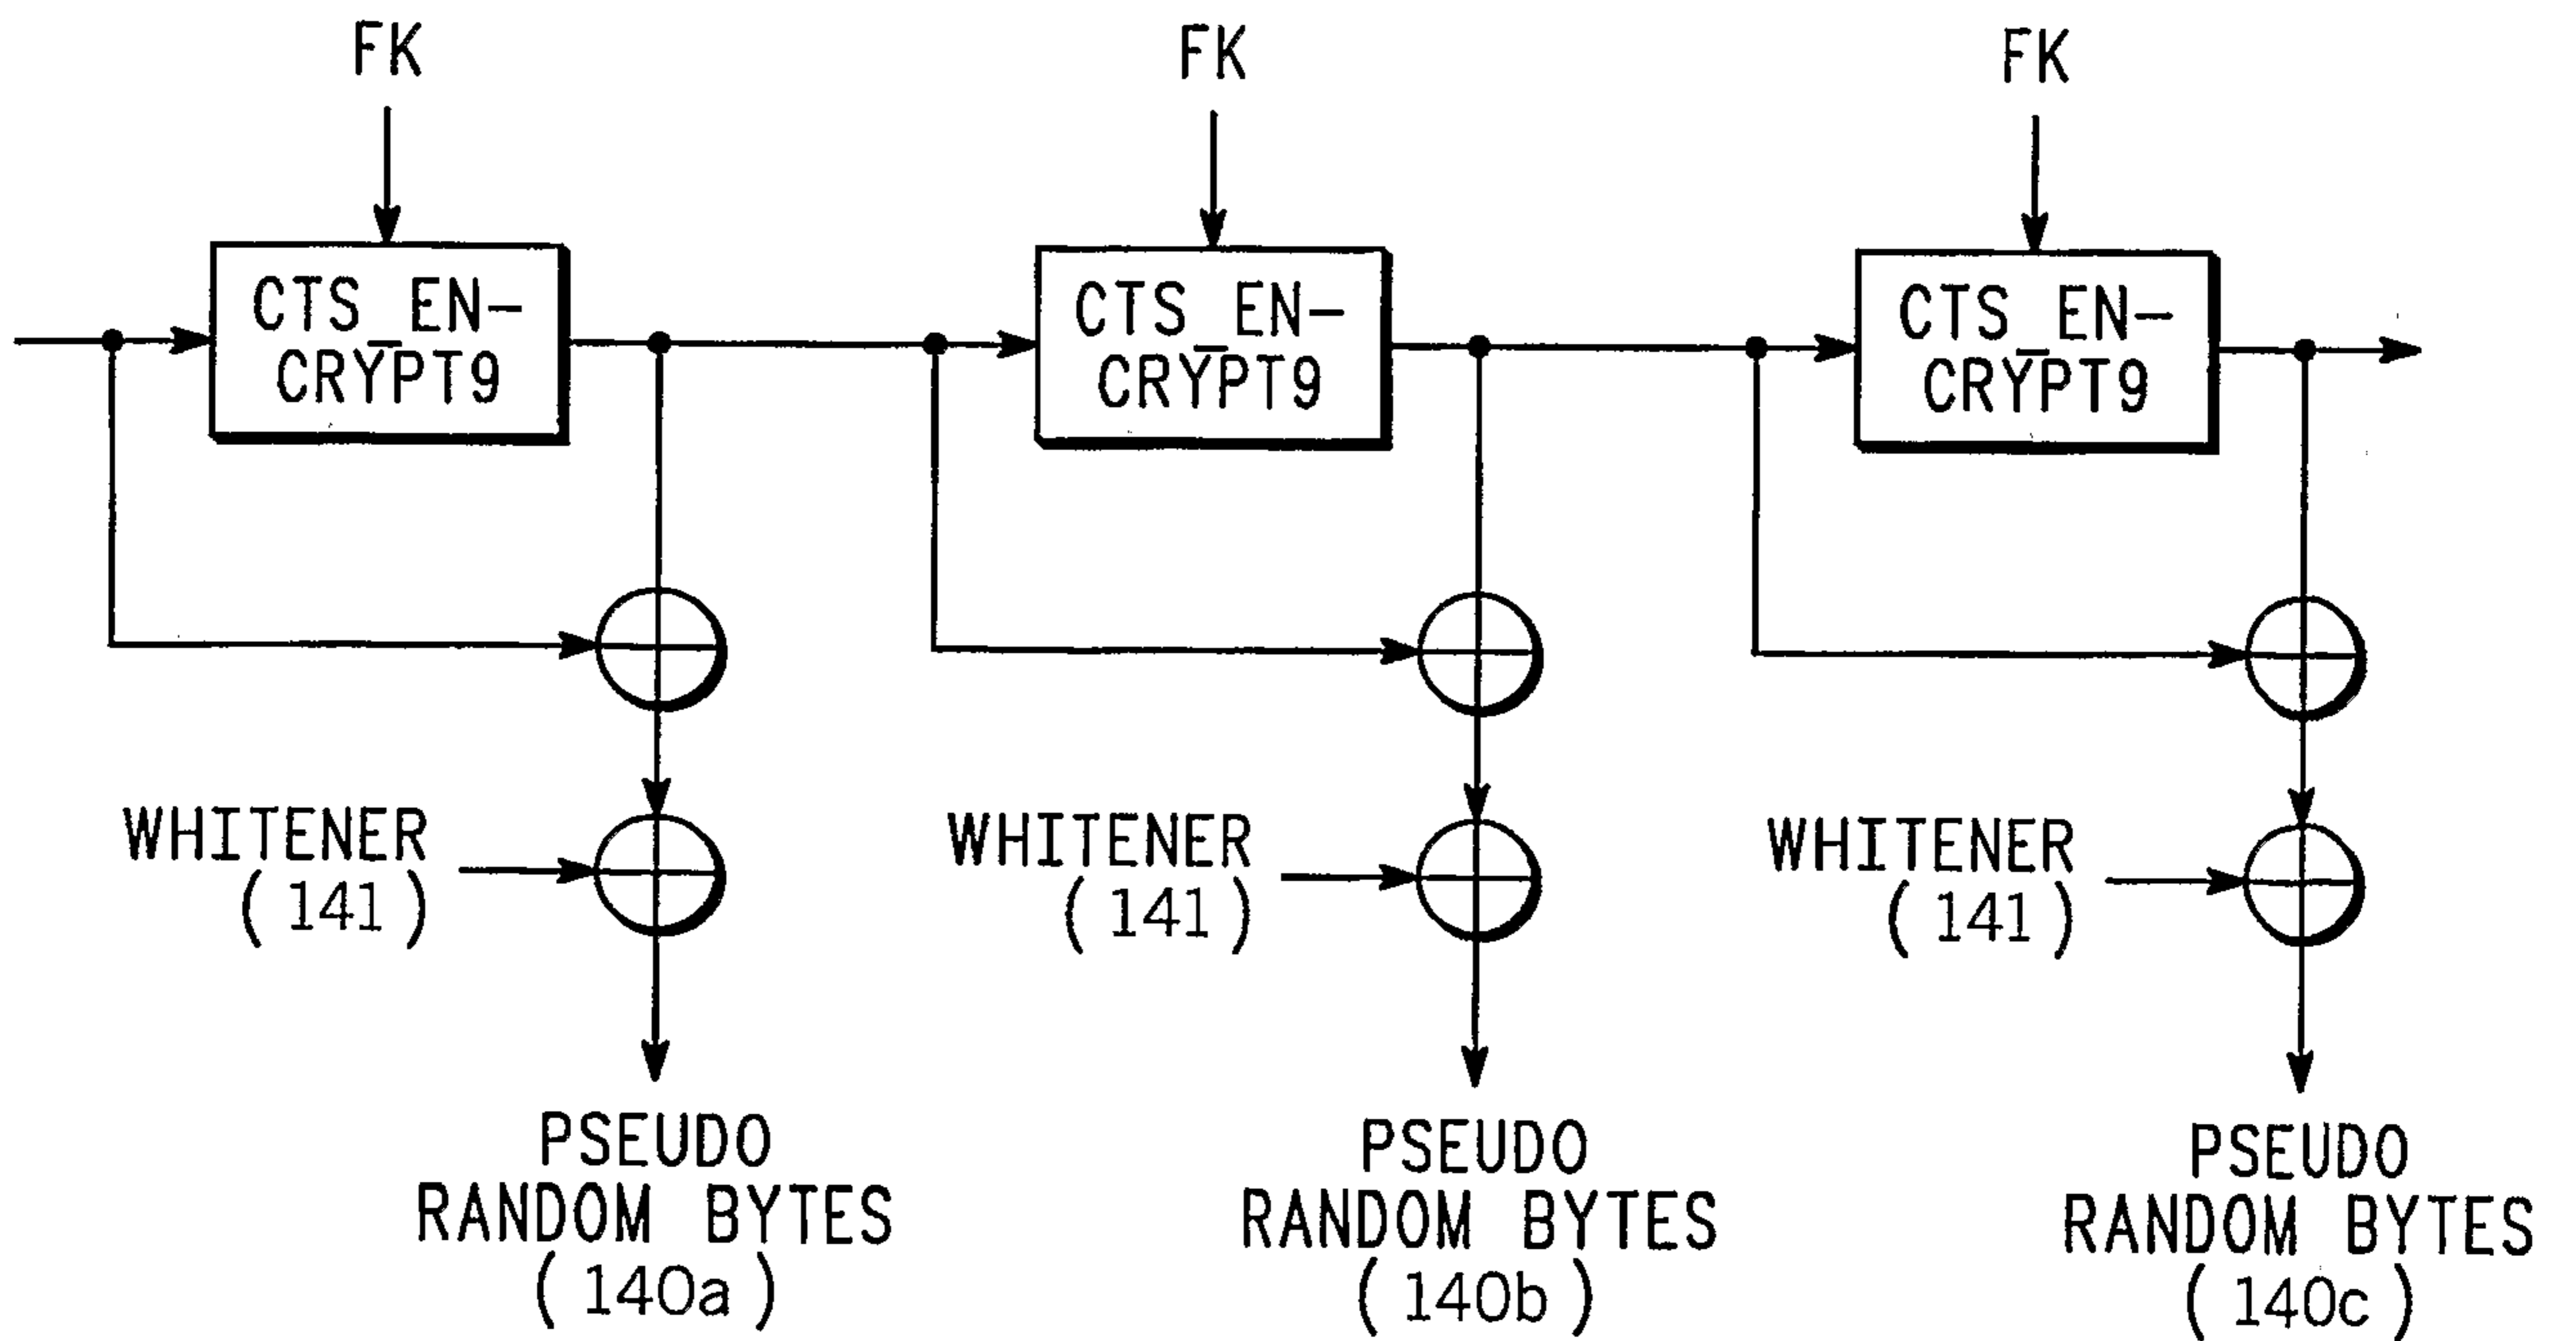 FK
FK
FK
CTS_EN-
CRYPT9
CTS_EN-
CRYPT9
CTS_EN-
CRYPT9
WHITENER
( 141 )
WHITENER
( 141 )
WHITENER
( 141 )
PSEUDO
RANDOM BYTES
( 140a )
PSEUDO
RANDOM BYTES
( 140b )
PSEUDO
RANDOM BYTES
( 140c )